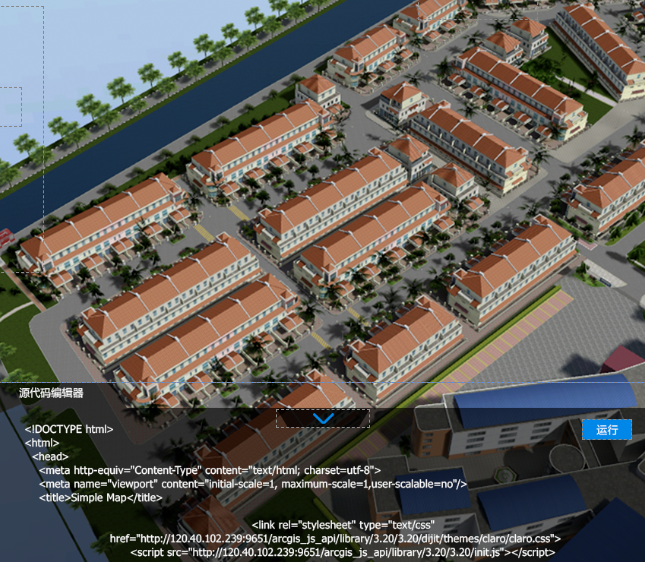 源代码编辑器
<!DOCTYPE html>
运行
<html>
<head>
<meta http-equiv="Content-Type" content="text/html; charset=utf-8">
<meta name="viewport" content="initial-scale=1, maximum-scale=1,user-scalable=no"/>
<title>Simple Map</title>
<link rel="stylesheet" type="text/css"
href="http://120.40.102.239:9651/arcgis_js_api/library/3.20/3.20/dijit/themes/claro/claro.css">
<script src="http://120.40.102.239:9651/arcgis_js_api/library/3.20/3.20/init.js"></script>